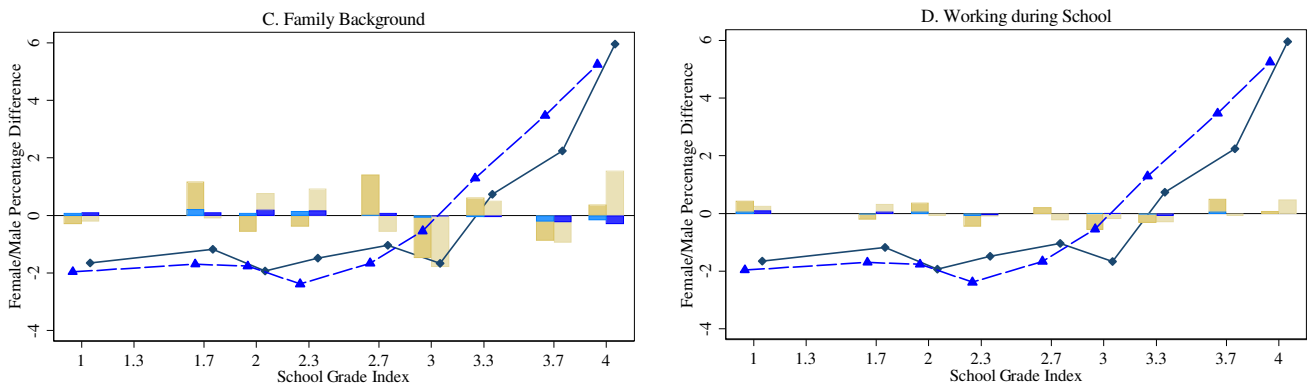 C. Family Background
Female/Male Percentage Difference
6
4
2
0
-2
-4
1 1.3 1.7 2 2.3 2.7 3 3.3 3.7 4
School Grade Index
D. Working during School
Female/Male Percentage Difference
6
4
2
0
-2
-4
1 1.3 1.7 2 2.3 2.7 3 3.3 3.7 4
School Grade Index